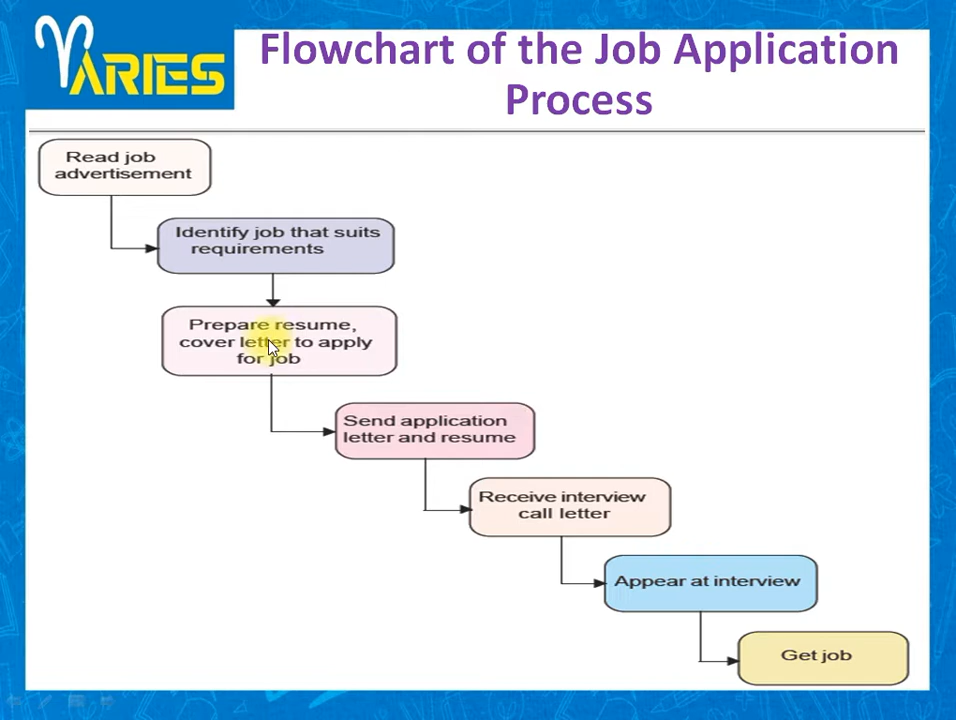 ARIES
Flowchart of the Job Application
Process
Read job
advertisement
Identify job that suits
requirements
Prepare resume,
cover letter to apply
for job
Send application
letter and resume
Receive interview
call letter
Appear at interview
Get job